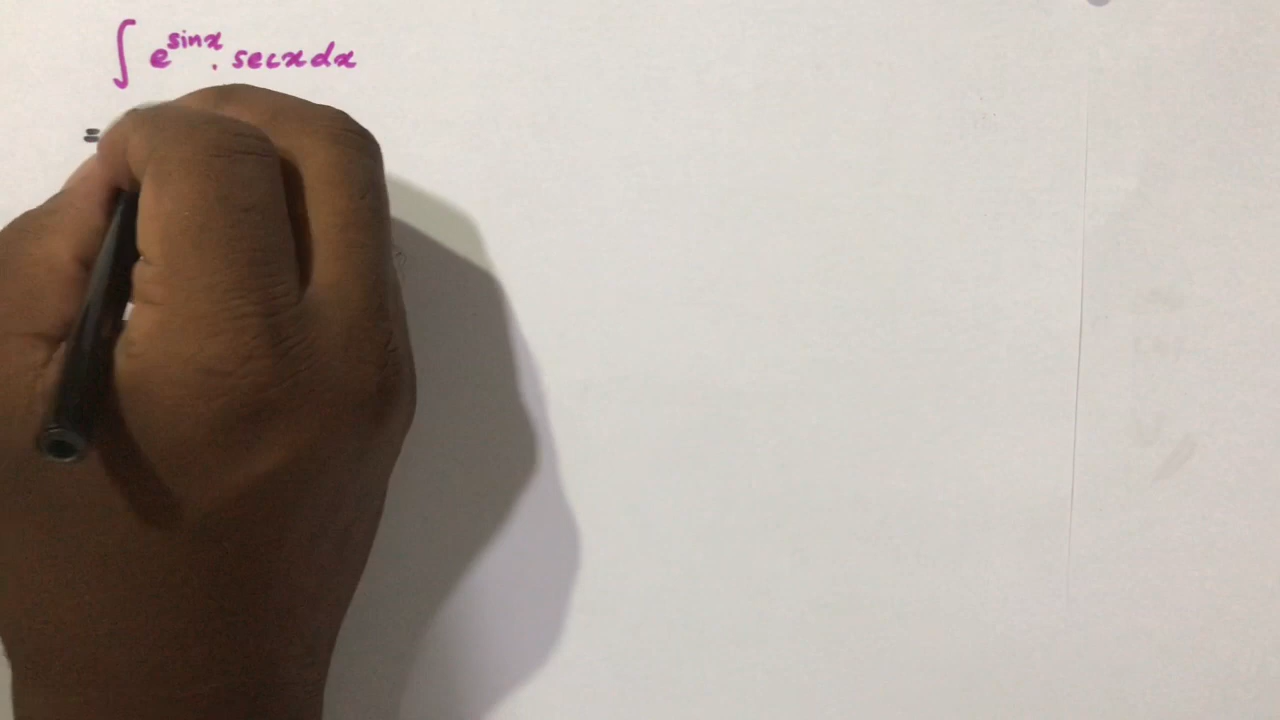 ∫ e^sinx . secx dx
=